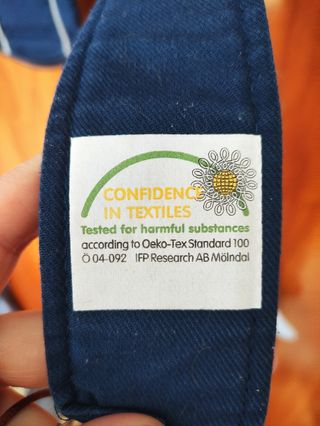 CONFIDENCE
IN TEXTILES
Tested for harmful substances
according to Oeko-Tex Standard 100
Ö 04-092 IFP Research AB Mölndal